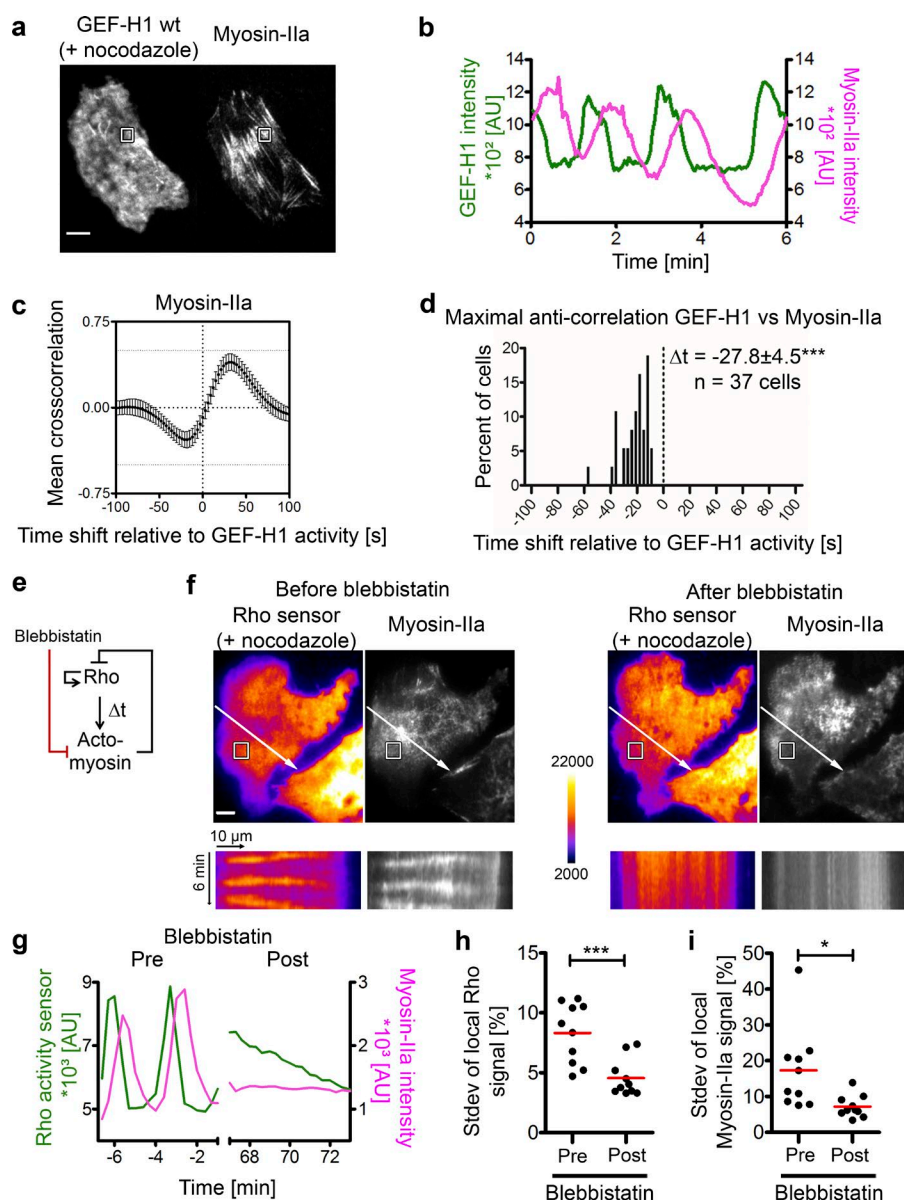 a
GEF-H1 wt
(+ nocodazole)
Myosin-IIa
b
GEF-H1 intensity
*10² [AU]
14
12
10
8
6
4
14
12
10
8
6
4
Myosin-IIa intensity
*10² [AU]
0 2 4 6
Time [min]
c
Myosin-IIa
Mean crosscorrelation
0.75
0.00
-0.75
-100 -50 0 50 100
Time shift relative to GEF-H1 activity [s]
d
Maximal anti-correlation GEF-H1 vs Myosin-IIa
Δt = -27.8±4.5***
n = 37 cells
Percent of cells
20
15
10
5
0
-100 -80 -60 -40 -20 0 20 40 60 80 100
Time shift relative to GEF-H1 activity [s]
e
Blebbistatin
Rho
Δt
Acto-
myosin
f
Before blebbistatin
Rho sensor
(+ nocodazole)
Myosin-IIa
After blebbistatin
Rho sensor
(+ nocodazole)
Myosin-IIa
22000
2000
10 µm
6 min
g
Blebbistatin
Pre Post
Rho activity sensor
*10³ [AU]
9
7
5
3
2
1
Myosin-IIa intensity
*10³ [AU]
-6 -4 -2 68 70 72
Time [min]
h
Stdev of local Rho
signal [%]
15
10
5
0
***
Pre Post
Blebbistatin
i
Stdev of local
Myosin-IIa signal [%]
50
40
30
20
10
0
*
Pre Post
Blebbistatin